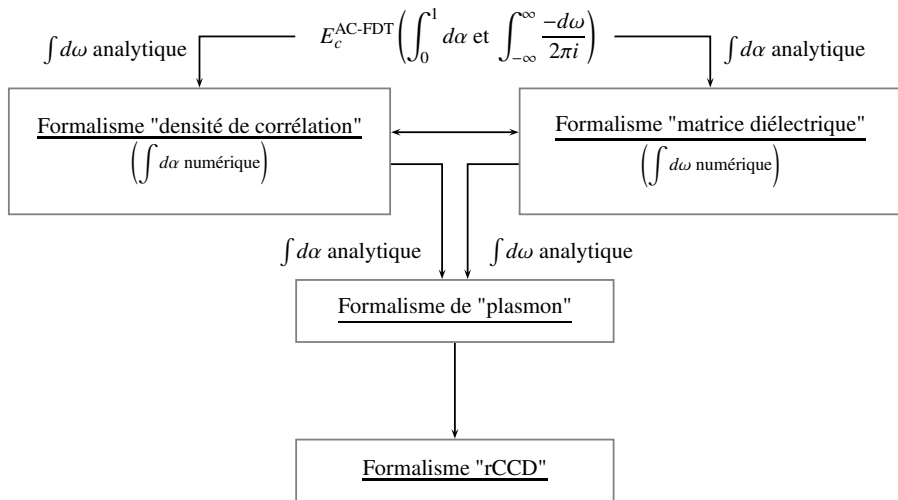 ∫ dω analytique
E_c^{AC-FDT} ( ∫_0^1 dα et ∫_{-∞}^{∞} \frac{-dω}{2πi} )
∫ dα analytique
Formalisme "densité de corrélation"
( ∫ dα numérique )
Formalisme "matrice diélectrique"
( ∫ dω numérique )
∫ dα analytique
∫ dω analytique
Formalisme de "plasmon"
Formalisme "rCCD"